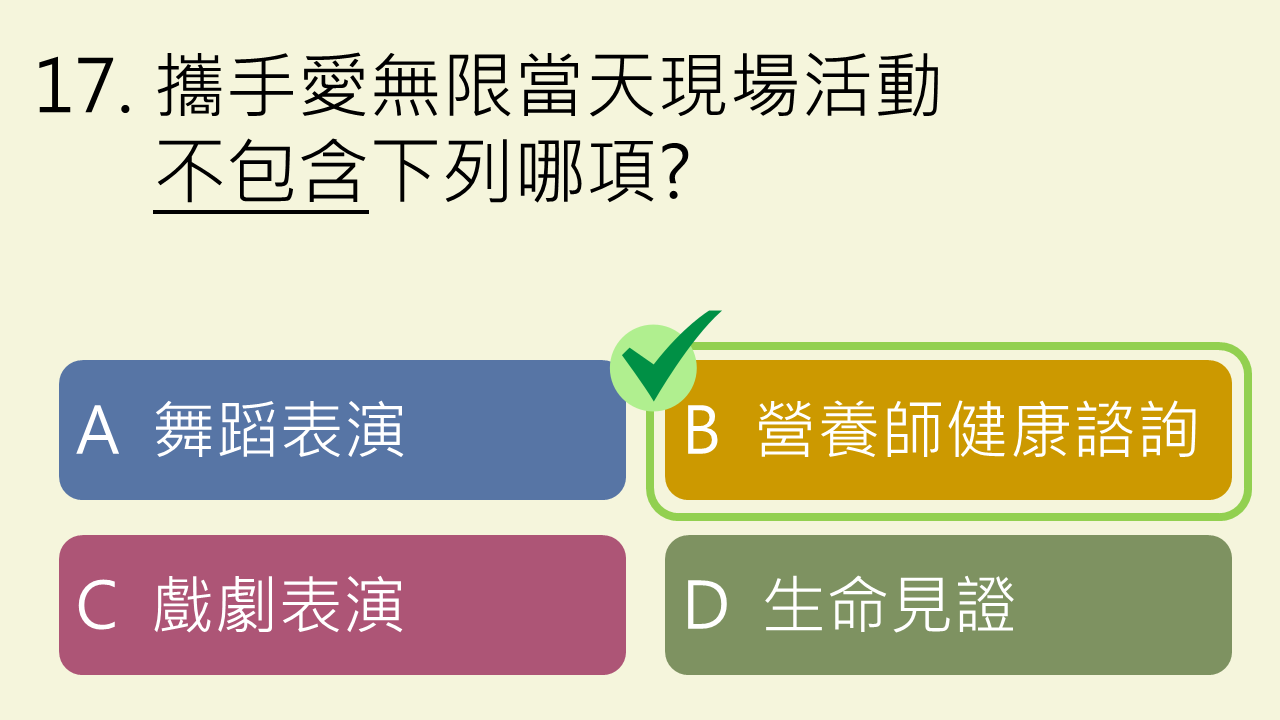 17. 攜手愛無限當天現場活動
不包含下列哪項?
A 舞蹈表演
B 營養師健康諮詢
C 戲劇表演
D 生命見證